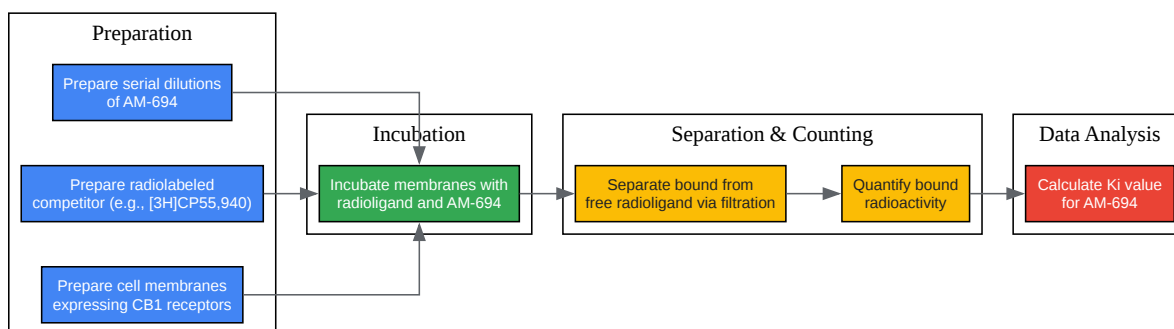 Preparation
Prepare serial dilutions
of AM-694
Prepare radiolabeled
competitor (e.g., [3H]CP55,940)
Prepare cell membranes
expressing CB1 receptors
Incubation
Incubate membranes with
radioligand and AM-694
Separation & Counting
Separate bound from
free radioligand via filtration
Quantify bound
radioactivity
Data Analysis
Calculate Ki value
for AM-694